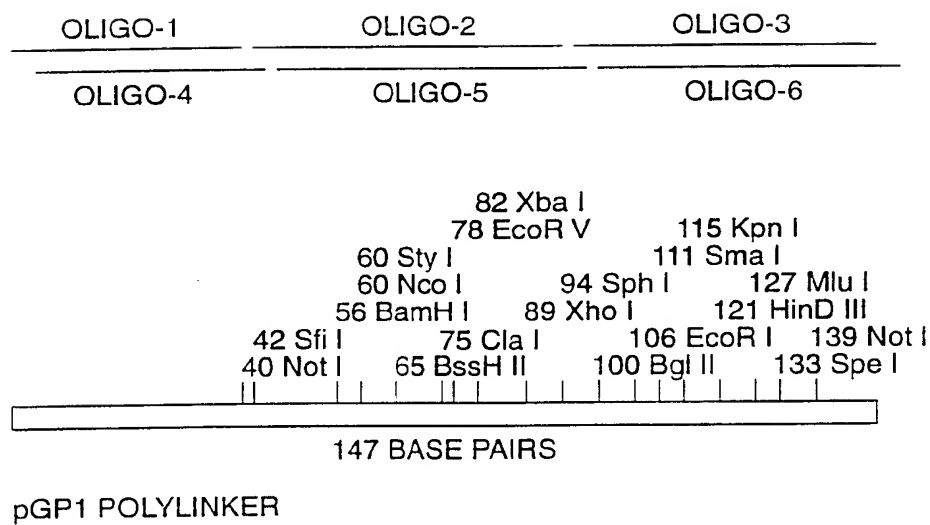 OLIGO-1 OLIGO-2 OLIGO-3
OLIGO-4 OLIGO-5 OLIGO-6
82 Xba I
78 EcoR V 115 Kpn I
60 Sty I 111 Sma I
60 Nco I 94 Sph I 127 Mlu I
56 BamH I 89 Xho I 121 HinD III
42 Sfi I 75 Cla I 106 EcoR I 139 Not I
40 Not I 65 BssH II 100 Bgl II 133 Spe I
147 BASE PAIRS
pGP1 POLYLINKER